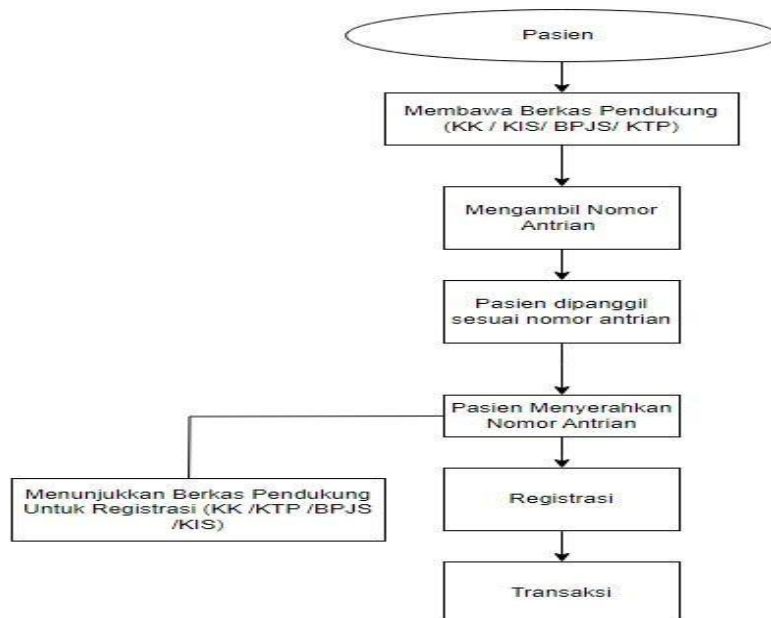 Pasien
Membawa Berkas Pendukung
(KK / KIS/ BPJS/ KTP)
Mengambil Nomor
Antrian
Pasien dipanggil
sesuai nomor antrian
Pasien Menyerahkan
Nomor Antrian
Menunjukkan Berkas Pendukung
Untuk Registrasi (KK /KTP /BPJS
/KIS)
Registrasi
Transaksi